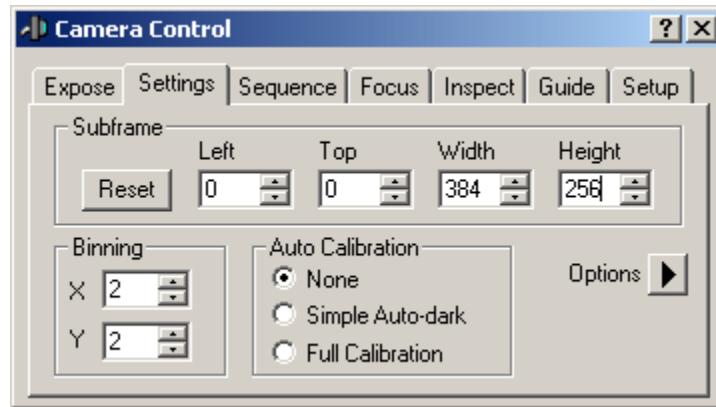 Camera Control
? ×
Expose Settings Sequence Focus Inspect Guide Setup
Subframe
Left Top Width Height
Reset 0 0 384 256
Binning
X 2
Y 2
Auto Calibration
None
Simple Auto-dark
Full Calibration
Options